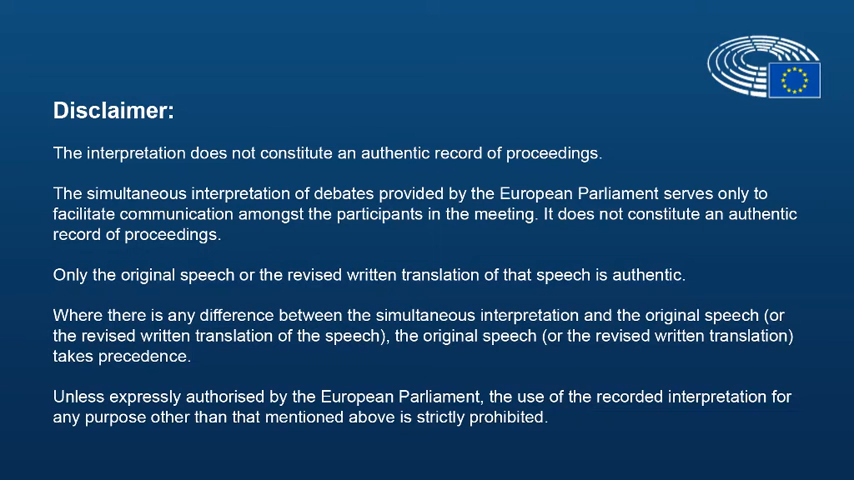 Disclaimer:
The interpretation does not constitute an authentic record of proceedings.
The simultaneous interpretation of debates provided by the European Parliament serves only to
facilitate communication amongst the participants in the meeting. It does not constitute an authentic
record of proceedings.
Only the original speech or the revised written translation of that speech is authentic.
Where there is any difference between the simultaneous interpretation and the original speech (or
the revised written translation of the speech), the original speech (or the revised written translation)
takes precedence.
Unless expressly authorised by the European Parliament, the use of the recorded interpretation for
any purpose other than that mentioned above is strictly prohibited.